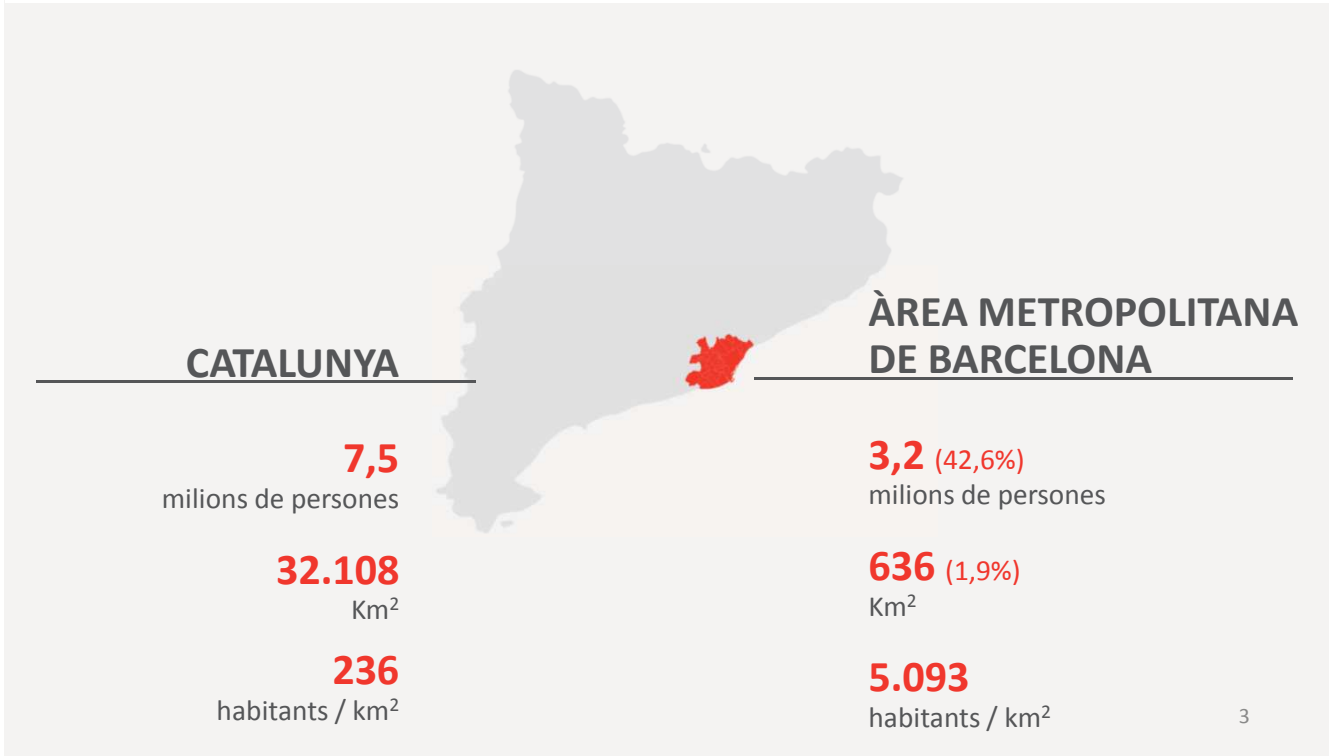 CATALUNYA
7,5
milions de persones
32.108
Km²
236
habitants / km²
ÀREA METROPOLITANA
DE BARCELONA
3,2 (42,6%)
milions de persones
636 (1,9%)
Km²
5.093
habitants / km²
3